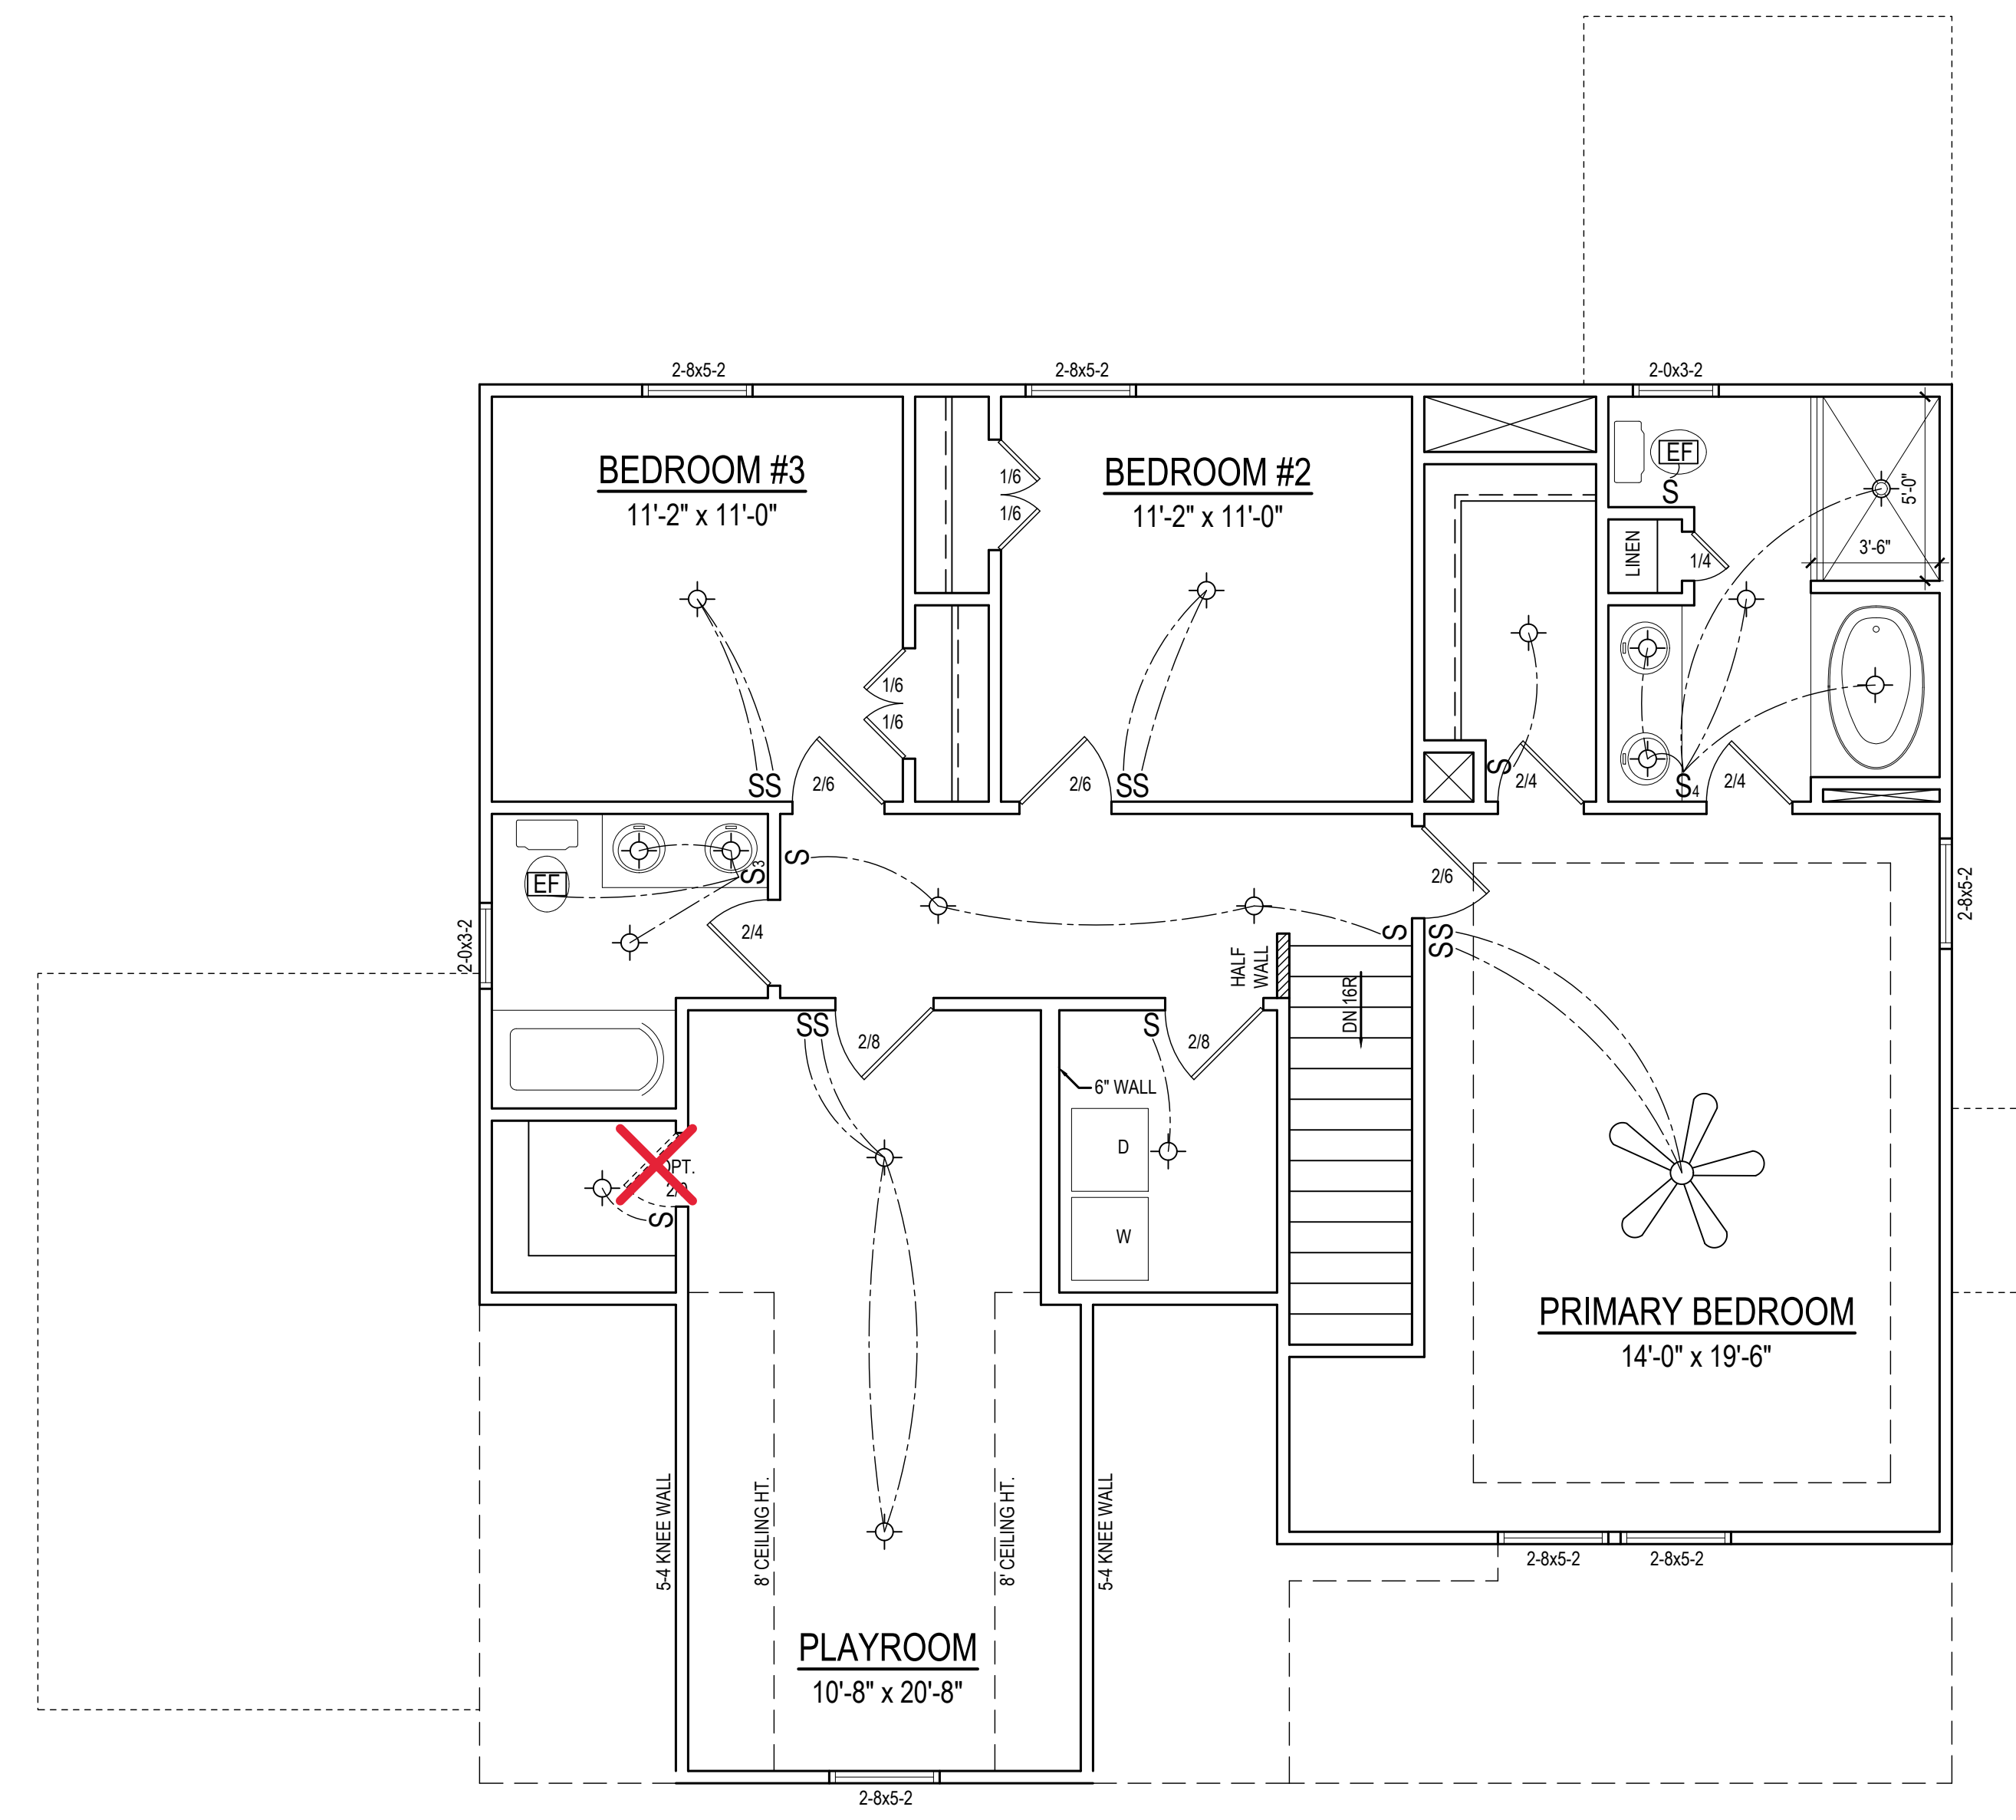 2-8x5-2
2-8x5-2
2-0x3-2
BEDROOM #3
11'-2" x 11'-0"
BEDROOM #2
11'-2" x 11'-0"
1/6
1/6
EF
S
5'-0"
3'-6"
LINEN
1/4
1/6
1/6
SS
2/6
2/6
SS
S
2/4
S4
2/4
S
S3
EF
2/4
2-0x3-2
2/6
2-8x5-2
S
SS
SS
HALF
WALL
DN 16R
SS
2/8
S
2/8
6" WALL
D
W
OPT.
S
PRIMARY BEDROOM
14'-0" x 19'-6"
5-4 KNEE WALL
8' CEILING HT.
8' CEILING HT.
5-4 KNEE WALL
2-8x5-2
2-8x5-2
PLAYROOM
10'-8" x 20'-8"
2-8x5-2